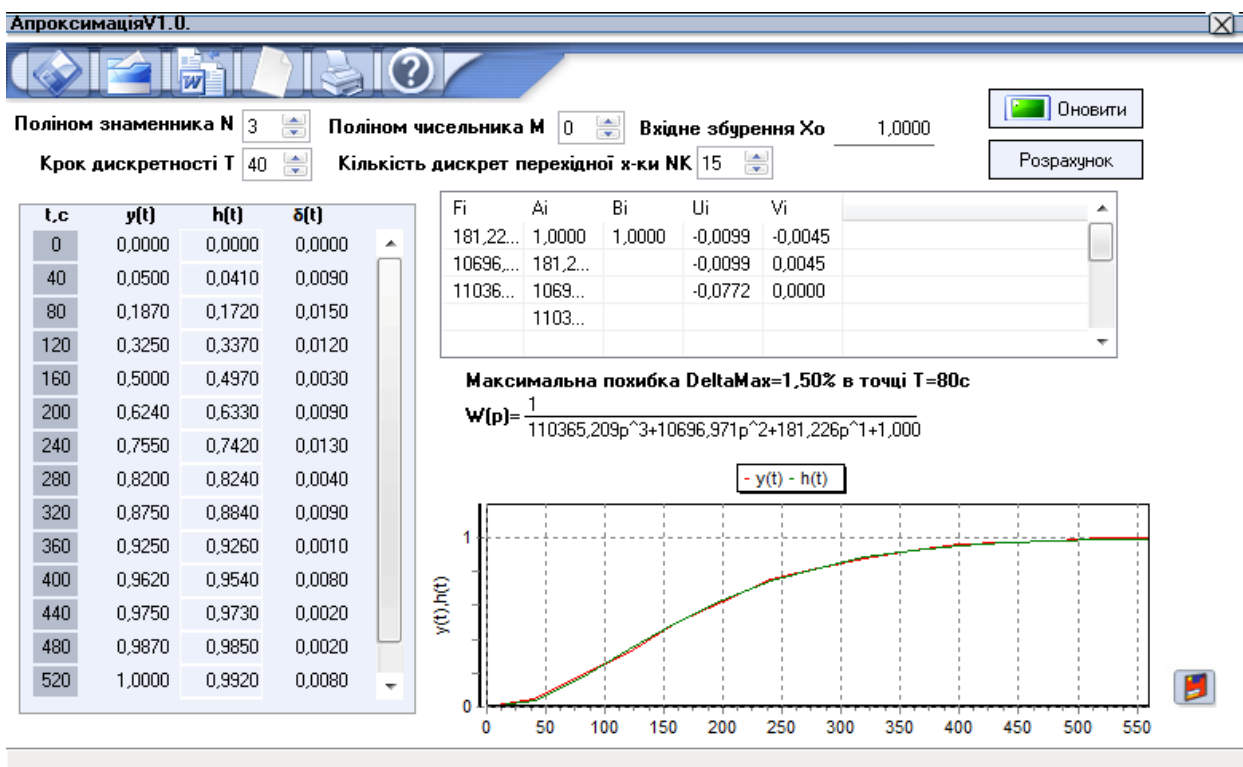 АпроксимаціяV1.0.
Оновити
Поліном знаменника N 3 Поліном чисельника M 0 Вхідне збурення Xo 1,0000
Крок дискретності T 40 Кількість дискрет перехідної х-ки NK 15 Розрахунок
t,c y(t) h(t) δ(t)
0 0,0000 0,0000 0,0000
40 0,0500 0,0410 0,0090
80 0,1870 0,1720 0,0150
120 0,3250 0,3370 0,0120
160 0,5000 0,4970 0,0030
200 0,6240 0,6330 0,0090
240 0,7550 0,7420 0,0130
280 0,8200 0,8240 0,0040
320 0,8750 0,8840 0,0090
360 0,9250 0,9260 0,0010
400 0,9620 0,9540 0,0080
440 0,9750 0,9730 0,0020
480 0,9870 0,9850 0,0020
520 1,0000 0,9920 0,0080
Fi Ai Bi Ui Vi
181,22... 1,0000 1,0000 -0,0099 -0,0045
10696,... 181,2... -0,0099 0,0045
11036... 1069... -0,0772 0,0000
1103...
Максимальна похибка DeltaMax=1,50% в точці T=80c
W(p)=
1
110365,209p^3+10696,971p^2+181,226p^1+1,000
- y(t) - h(t)
1
y(t),h(t)
0
0 50 100 150 200 250 300 350 400 450 500 550